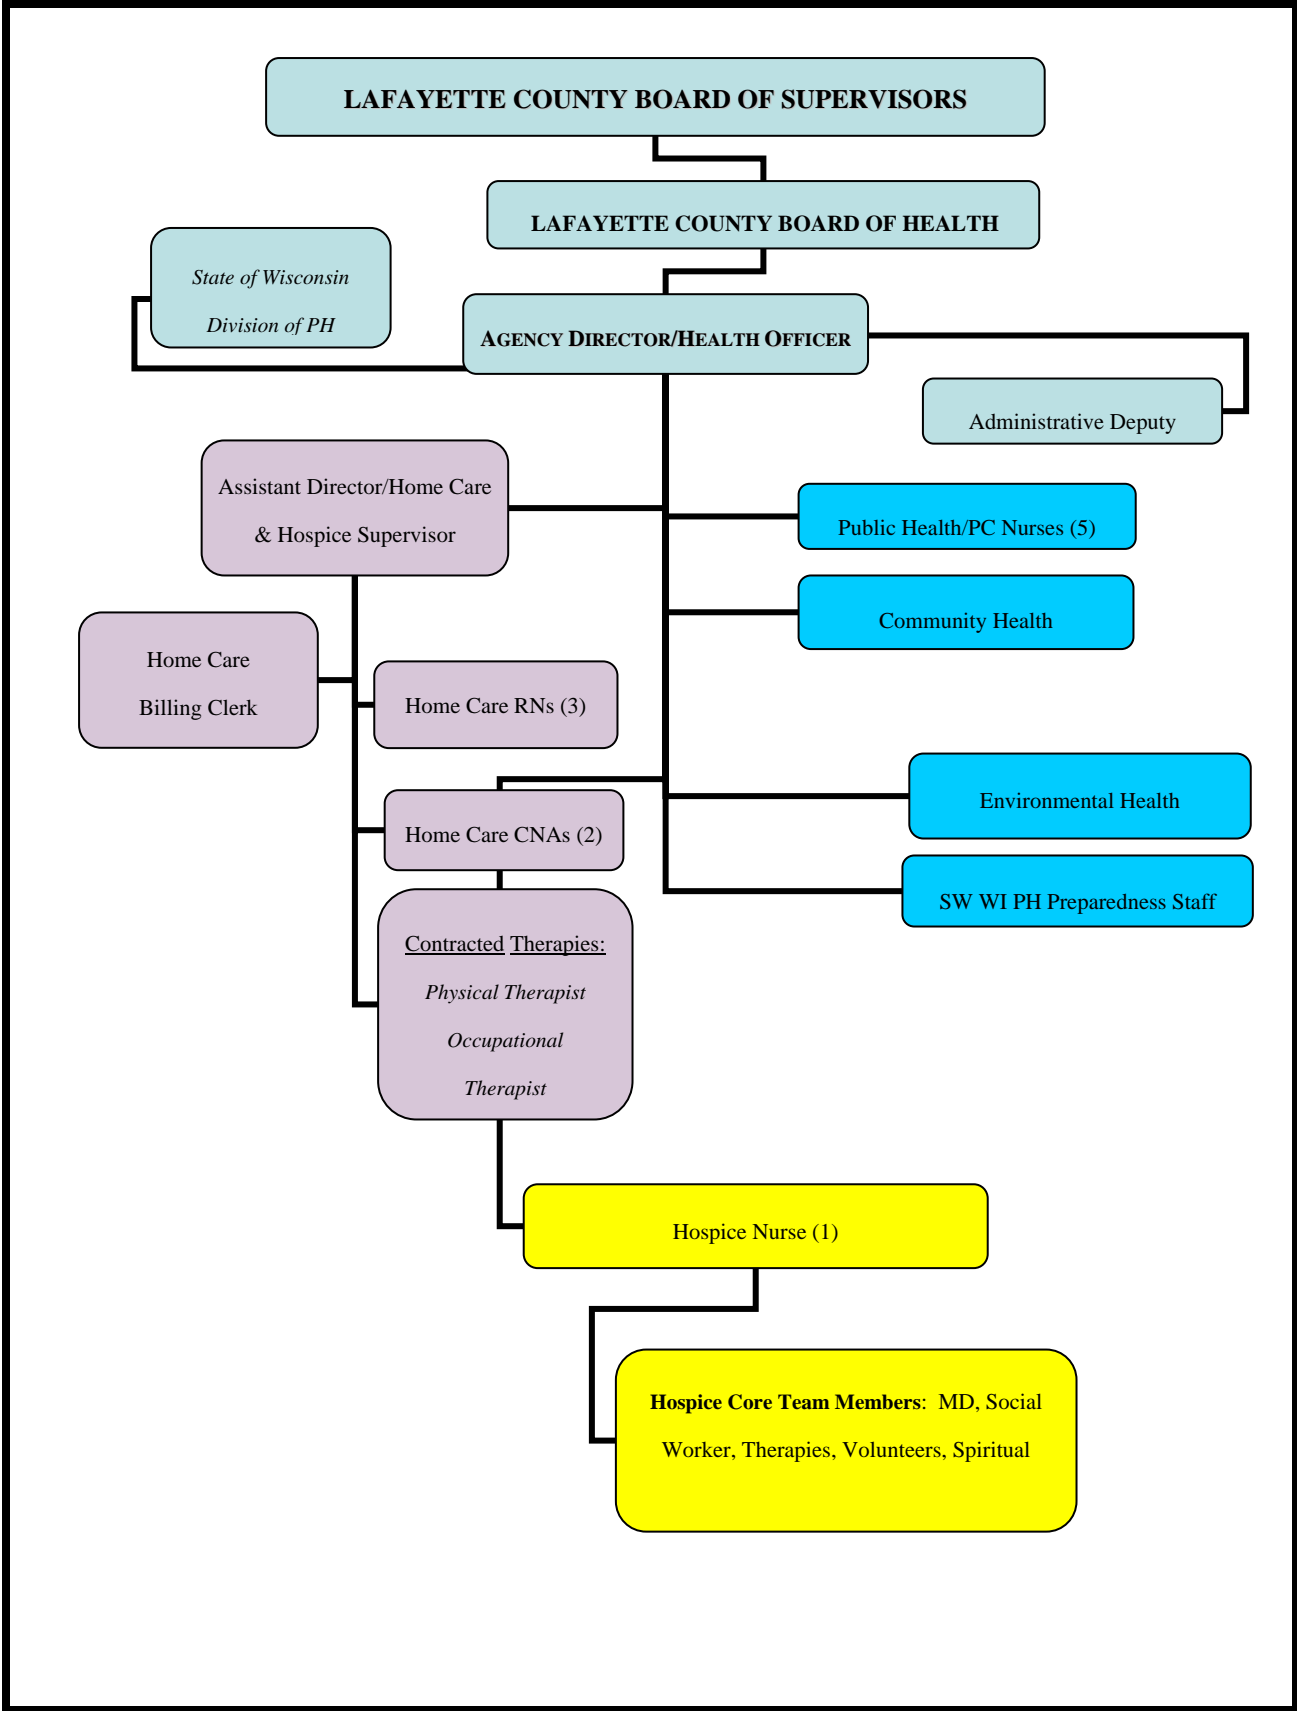 LAFAYETTE COUNTY BOARD OF SUPERVISORS
LAFAYETTE COUNTY BOARD OF HEALTH
State of Wisconsin
Division of PH
AGENCY DIRECTOR/HEALTH OFFICER
Administrative Deputy
Assistant Director/Home Care
& Hospice Supervisor
Public Health/PC Nurses (5)
Community Health
Home Care
Billing Clerk
Home Care RNs (3)
Environmental Health
Home Care CNAs (2)
SW WI PH Preparedness Staff
Contracted Therapies:
Physical Therapist
Occupational
Therapist
Hospice Nurse (1)
Hospice Core Team Members:  MD, Social
Worker, Therapies, Volunteers, Spiritual